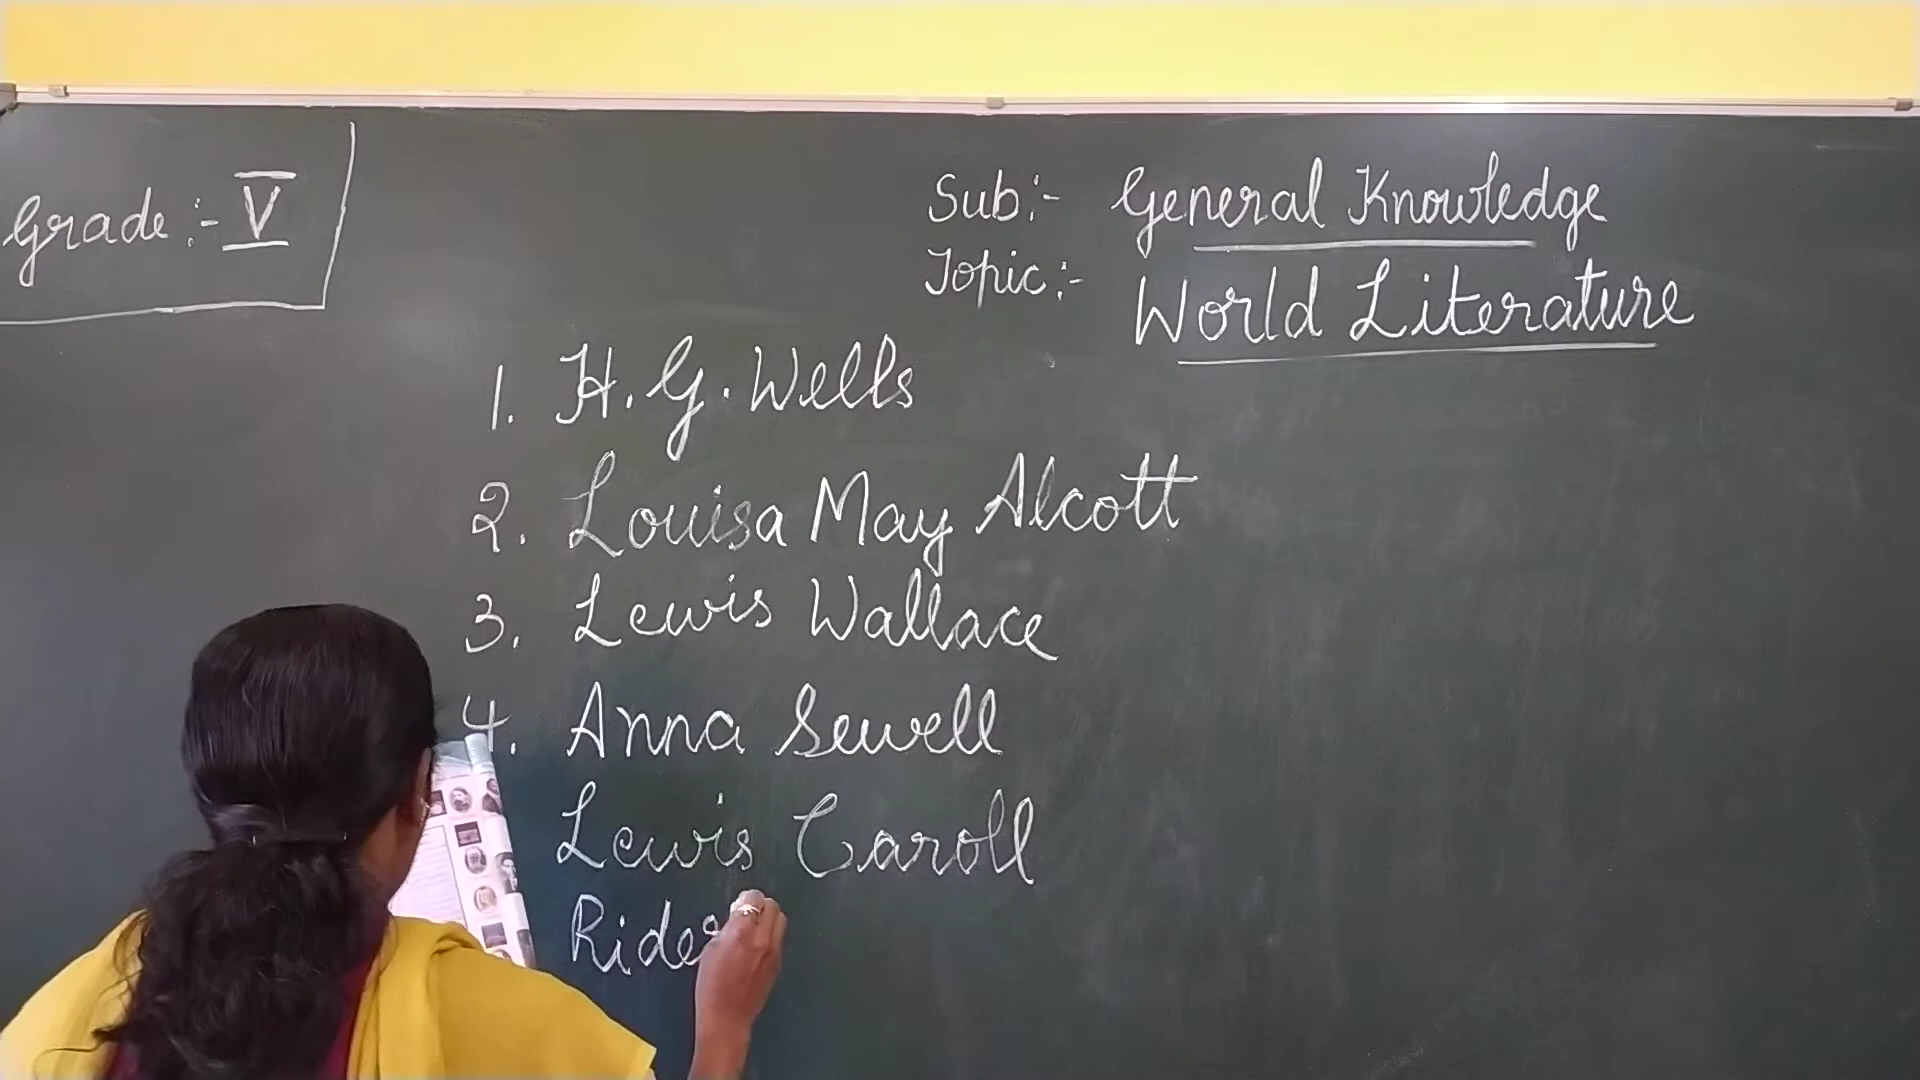 Grade:- V
Sub:- General Knowledge
Topic:- World Literature
1. H. G. Wells
2. Louisa May Alcott
3. Lewis Wallace
4. Anna Sewell
Lewis Caroll
Rider